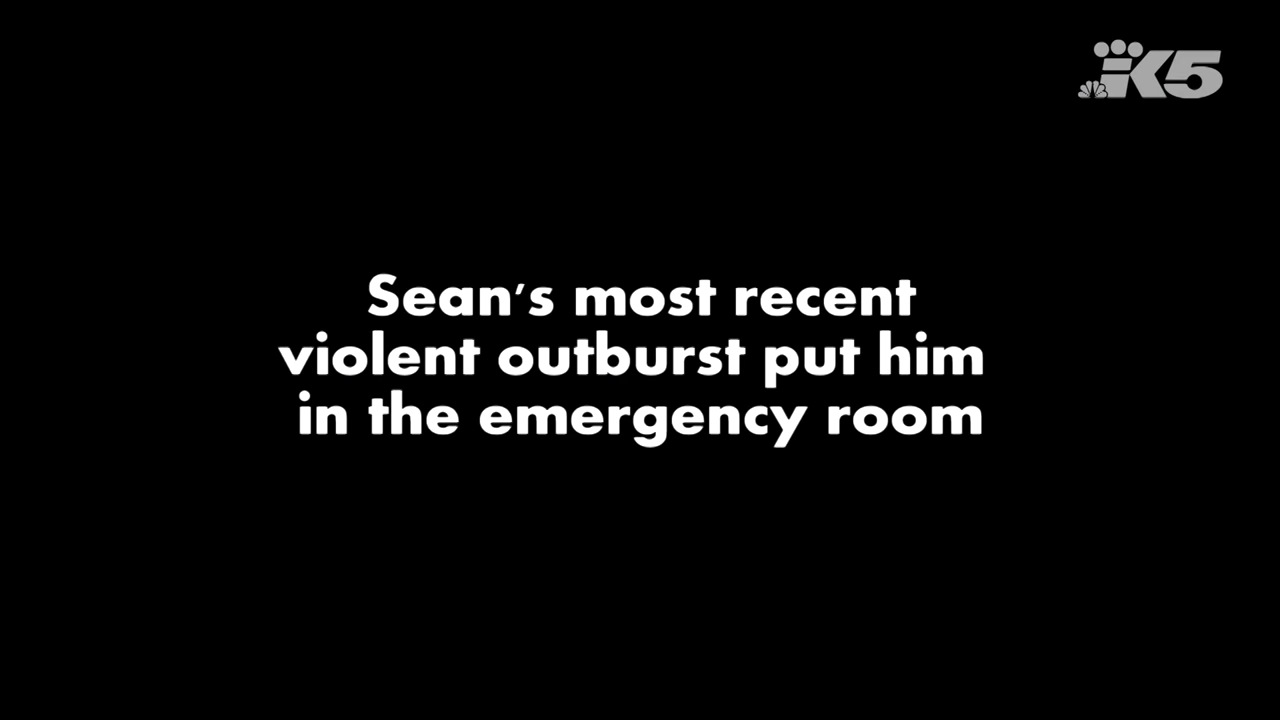 K5
Sean's most recent
violent outburst put him
in the emergency room